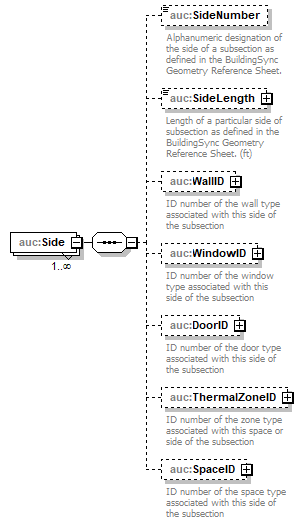 auc:SideNumber
Alphanumeric designation of
the side of a subsection as
defined in the BuildingSync
Geometry Reference Sheet.
auc:SideLength
Length of a particular side of
subsection as defined in the
BuildingSync Geometry
Reference Sheet. (ft)
auc:WallID
ID number of the wall type
associated with this side of
the subsection
auc:Side
1..∞
auc:WindowID
ID number of the window
type associated with this
side of the subsection
auc:DoorID
ID number of the door type
associated with this side of
the subsection
auc:ThermalZoneID
ID number of the zone type
associated with this space or
side of the subsection
auc:SpaceID
ID number of the space type
associated with this side of
the subsection